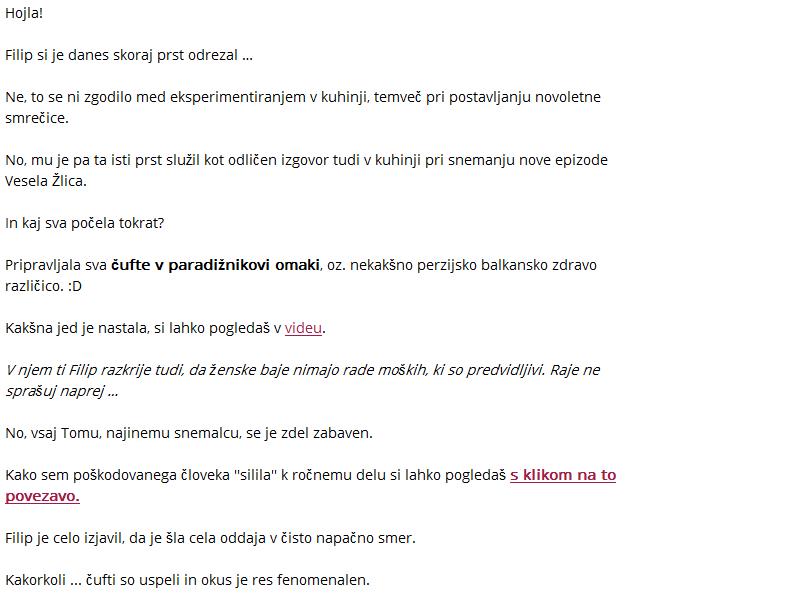 Hojla!
Filip si je danes skoraj prst odrezal ...
Ne, to se ni zgodilo med eksperimentiranjem v kuhinji, temveč pri postavljanju novoletne
smrečice.
No, mu je pa ta isti prst služil kot odličen izgovor tudi v kuhinji pri snemanju nove epizode
Vesela Žlica.
In kaj sva počela tokrat?
Pripravljala sva čufte v paradižnikovi omaki, oz. nekakšno perzijsko balkansko zdravo
različico. :D
Kakšna jed je nastala, si lahko pogledaš v videu.
V njem ti Filip razkrije tudi, da ženske baje nimajo rade moških, ki so predvidljivi. Raje ne
sprašuj naprej ...
No, vsaj Tomu, najinemu snemalcu, se je zdel zabaven.
Kako sem poškodovanega človeka "silila" k ročnemu delu si lahko pogledaš s klikom na to
povezavo.
Filip je celo izjavil, da je šla cela oddaja v čisto napačno smer.
Kakorkoli ... čufti so uspeli in okus je res fenomenalen.